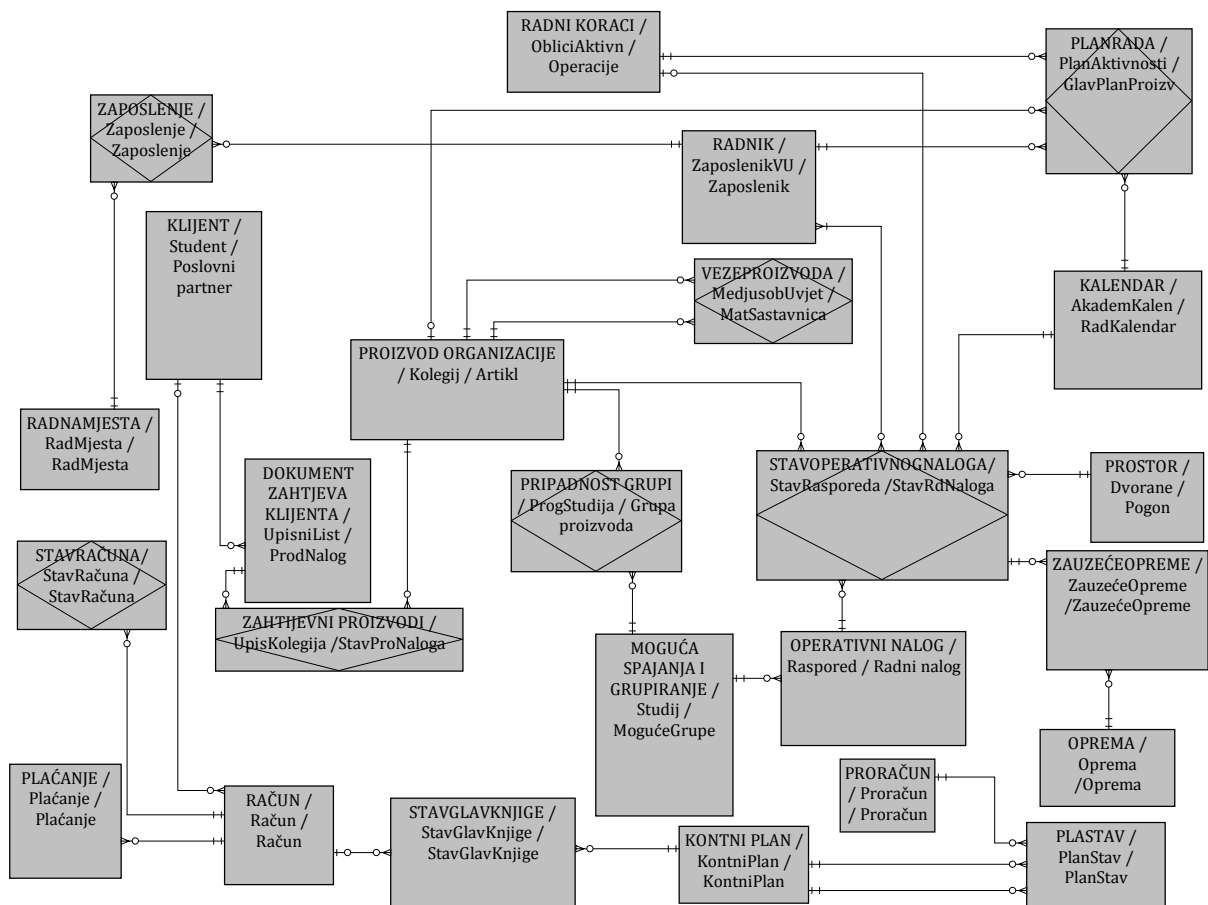 RADNI KORACI /
ObliciAktivn /
Operacije
PLANRADA /
PlanAktivnosti /
GlavPlanProizv
ZAPOSLENJE /
Zaposlenje /
Zaposlenje
RADNIK /
ZaposlenikVU /
Zaposlenik
KLIJENT /
Student /
Poslovni
partner
VEZEPROIZVODA /
MedjusobUvjet /
MatSastavnica
KALENDAR /
AkademKalen /
RadKalendar
PROIZVOD ORGANIZACIJE
/ Kolegij / Artikl
RADNAMJESTA /
RadMjesta /
RadMjesta
DOKUMENT
ZAHTJEVA
KLIJENTA /
UpisniList /
ProdNalog
PRIPADNOST GRUPI
/ ProgStudija / Grupa
proizvoda
STAVOPERATIVNOGNALOGA/
StavRasporeda /StavRdNaloga
PROSTOR /
Dvorane /
Pogon
STAVRAČUNA/
StavRačuna /
StavRačuna
ZAUZEĆEOPREME /
ZauzećeOpreme
/ZauzećeOpreme
ZAHTIJEVNI PROIZVODI /
UpisKolegija /StavProNaloga
MOGUĆA
SPAJANJA I
GRUPIRANJE /
Studij /
MogućeGrupe
OPERATIVNI NALOG /
Raspored / Radni nalog
OPREMA /
Oprema
/Oprema
PLAĆANJE /
Plaćanje /
Plaćanje
RAČUN /
Račun /
Račun
STAVGLAVKNJIGE /
StavGlavKnjige /
StavGlavKnjige
PRORAČUN
/ Proračun
/ Proračun
KONTNI PLAN /
KontniPlan /
KontniPlan
PLASTAV /
PlanStav /
PlanStav